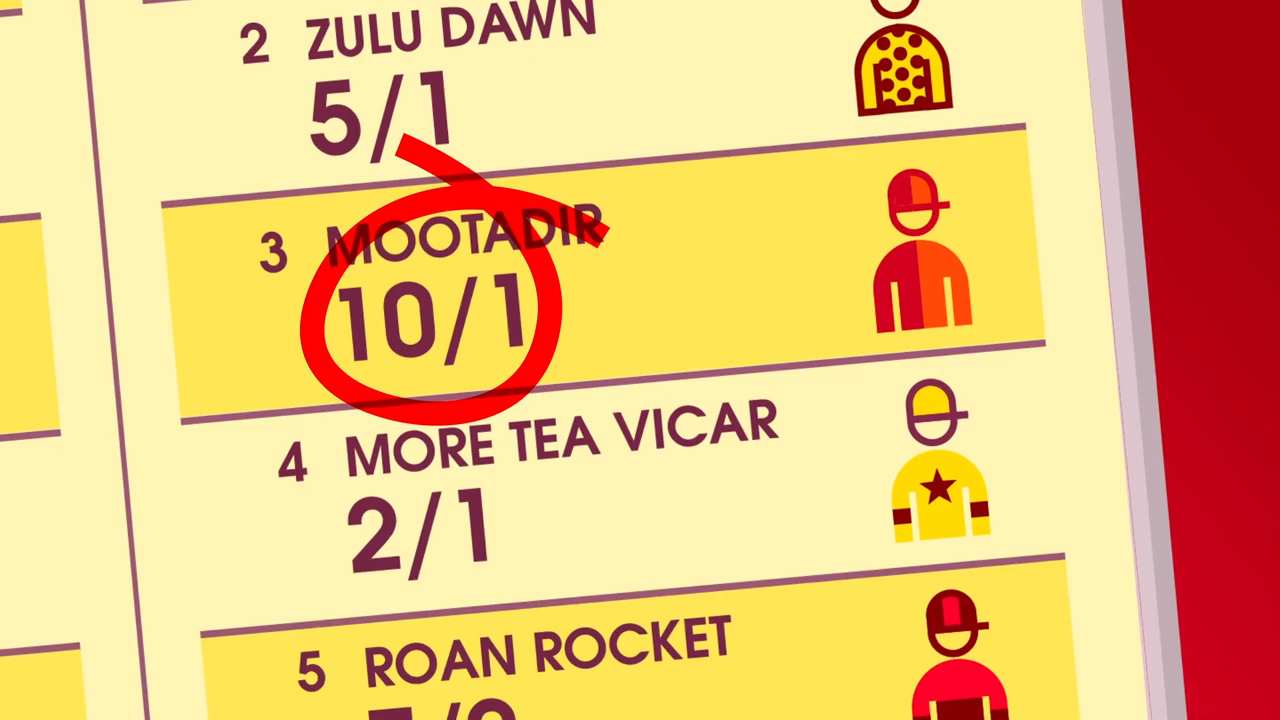 2 ZULU DAWN
5/1
3 MOOTADIR
10/1
4 MORE TEA VICAR
2/1
5 ROAN ROCKET